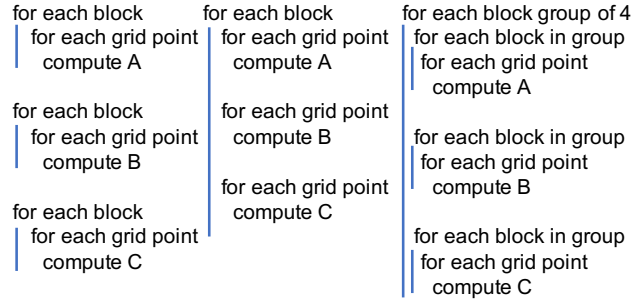 for each block
for each grid point
compute A
for each block
for each grid point
compute B
for each block
for each grid point
compute C
for each block
for each grid point
compute A
for each grid point
compute B
for each grid point
compute C
for each block group of 4
for each block in group
for each grid point
compute A
for each block in group
for each grid point
compute B
for each block in group
for each grid point
compute C